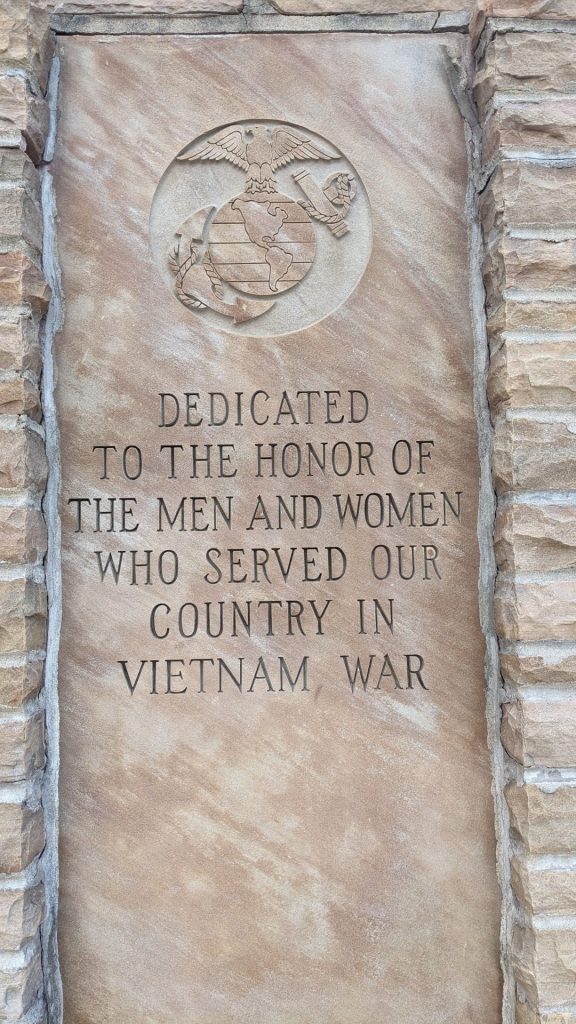 DEDICATED
TO THE HONOR OF
THE MEN AND WOMEN
WHO SERVED OUR
COUNTRY IN
VIETNAM WAR